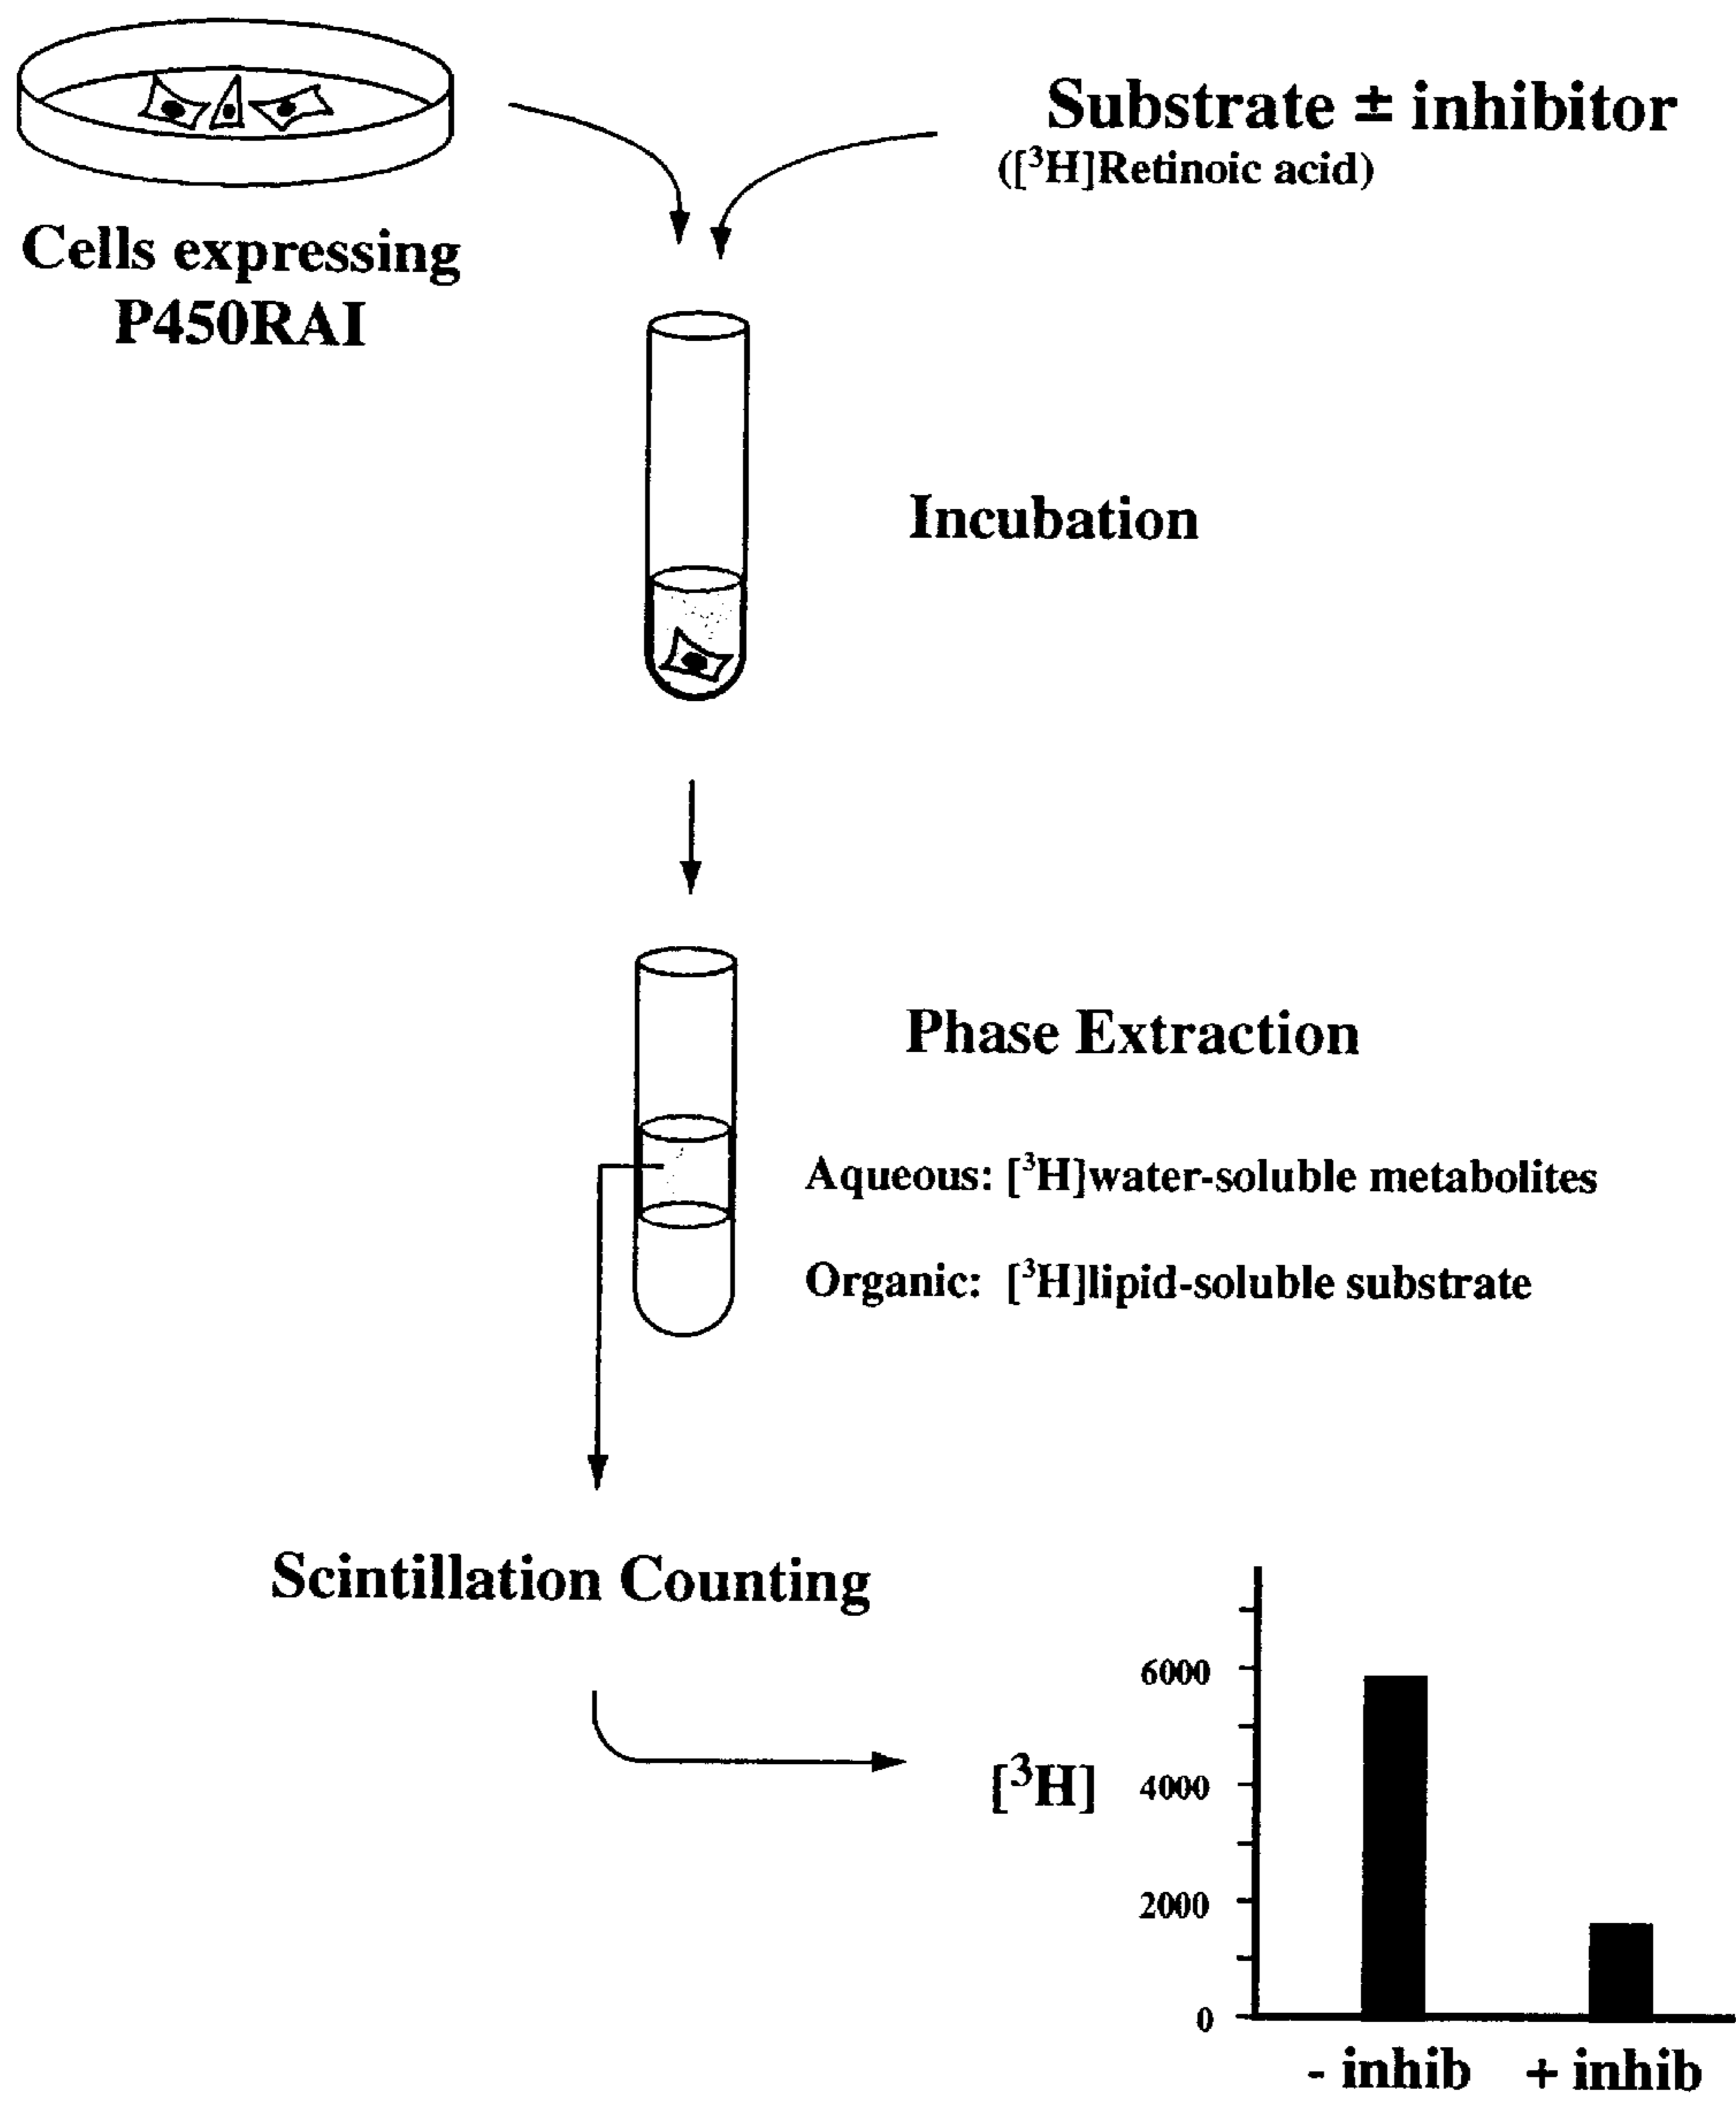 Substrate ± inhibitor
([³H]Retinoic acid)
Cells expressing
P450RAI
Incubation
Phase Extraction
Aqueous: [³H]water-soluble metabolites
Organic: [³H]lipid-soluble substrate
Scintillation Counting
[³H]
6000
4000
2000
0
- inhib + inhib